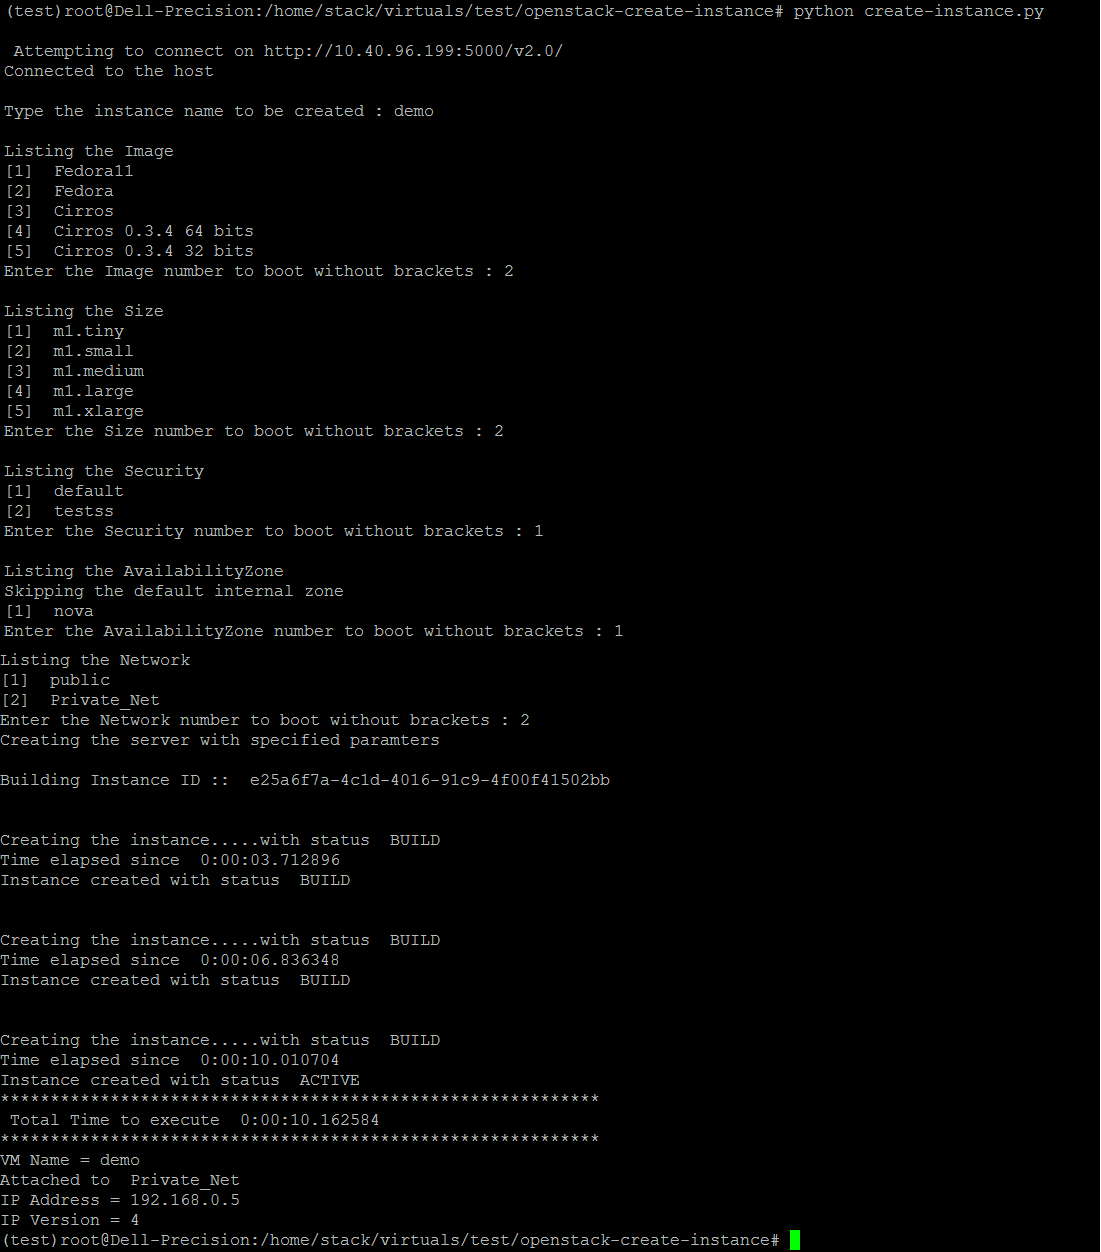 (test)root@Dell-Precision:/home/stack/virtuals/test/openstack-create-instance# python create-instance.py
Attempting to connect on http://10.40.96.199:5000/v2.0/
Connected to the host
Type the instance name to be created : demo
Listing the Image
[1]  Fedora11
[2]  Fedora
[3]  Cirros
[4]  Cirros 0.3.4 64 bits
[5]  Cirros 0.3.4 32 bits
Enter the Image number to boot without brackets : 2
Listing the Size
[1]  m1.tiny
[2]  m1.small
[3]  m1.medium
[4]  m1.large
[5]  m1.xlarge
Enter the Size number to boot without brackets : 2
Listing the Security
[1]  default
[2]  testss
Enter the Security number to boot without brackets : 1
Listing the AvailabilityZone
Skipping the default internal zone
[1]  nova
Enter the AvailabilityZone number to boot without brackets : 1
Listing the Network
[1]  public
[2]  Private_Net
Enter the Network number to boot without brackets : 2
Creating the server with specified paramters
Building Instance ID ::  e25a6f7a-4c1d-4016-91c9-4f00f41502bb
Creating the instance.....with status  BUILD
Time elapsed since  0:00:03.712896
Instance created with status  BUILD
Creating the instance.....with status  BUILD
Time elapsed since  0:00:06.836348
Instance created with status  BUILD
Creating the instance.....with status  BUILD
Time elapsed since  0:00:10.010704
Instance created with status  ACTIVE
************************************************************
Total Time to execute  0:00:10.162584
************************************************************
VM Name = demo
Attached to  Private_Net
IP Address = 192.168.0.5
IP Version = 4
(test)root@Dell-Precision:/home/stack/virtuals/test/openstack-create-instance#